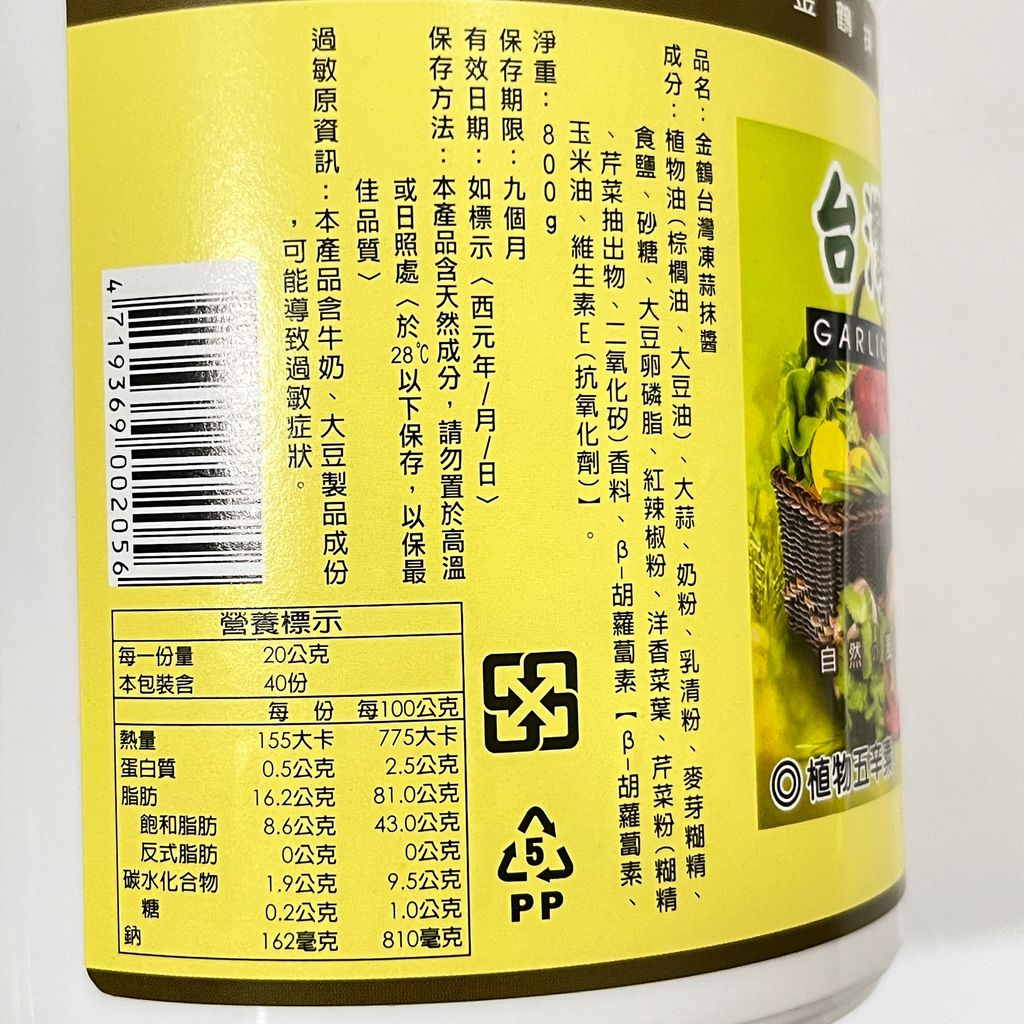 金鶴抹
台灣
GARLIC
自然
◎植物五辛素
品名：金鶴台灣凍蒜抹醬
成分：植物油(棕櫚油、大豆油)、大蒜、奶粉、乳清粉、麥芽糊精、
食鹽、砂糖、大豆卵磷脂、紅辣椒粉、洋香菜葉、芹菜粉(糊精
、芹菜抽出物、二氧化矽)香料、β-胡蘿蔔素【β-胡蘿蔔素、
玉米油、維生素E(抗氧化劑)】。
淨重：800g
保存期限：九個月
有效日期：如標示〈西元年/月/日〉
保存方法：本產品含天然成分，請勿置於高溫
或日照處〈於28℃以下保存，以保最
佳品質〉
過敏原資訊：本產品含牛奶、大豆製品成份
，可能導致過敏症狀。
4 719369 002056
營養標示
每一份量 20公克
本包裝含 40份
每 份 每100公克
熱量 155大卡 775大卡
蛋白質 0.5公克 2.5公克
脂肪 16.2公克 81.0公克
飽和脂肪 8.6公克 43.0公克
反式脂肪 0公克 0公克
碳水化合物 1.9公克 9.5公克
糖 0.2公克 1.0公克
鈉 162毫克 810毫克
5
PP